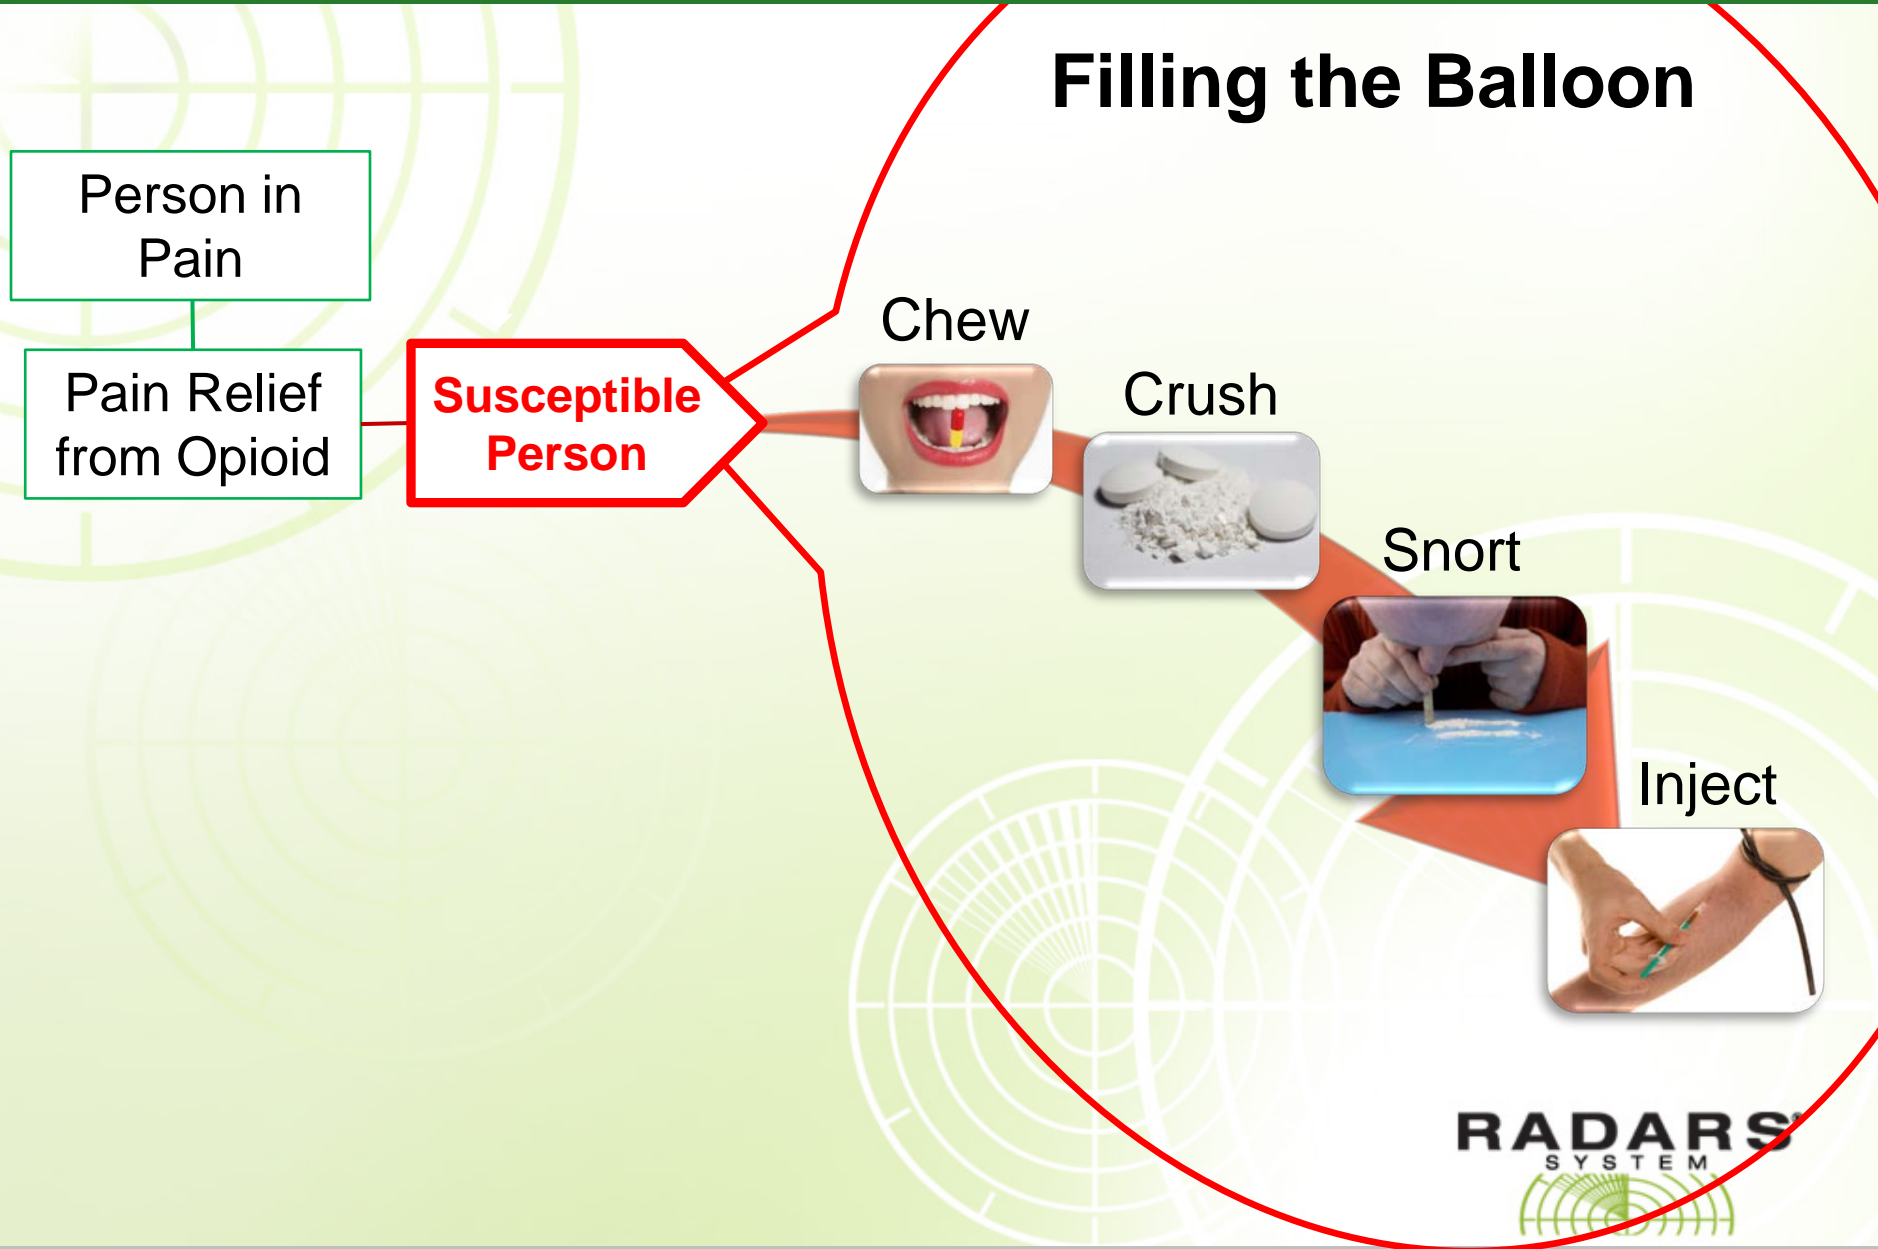 Filling the Balloon
Person in
Pain
Pain Relief
from Opioid
Susceptible
Person
Chew
Crush
Snort
Inject
RADARS®
SYSTEM